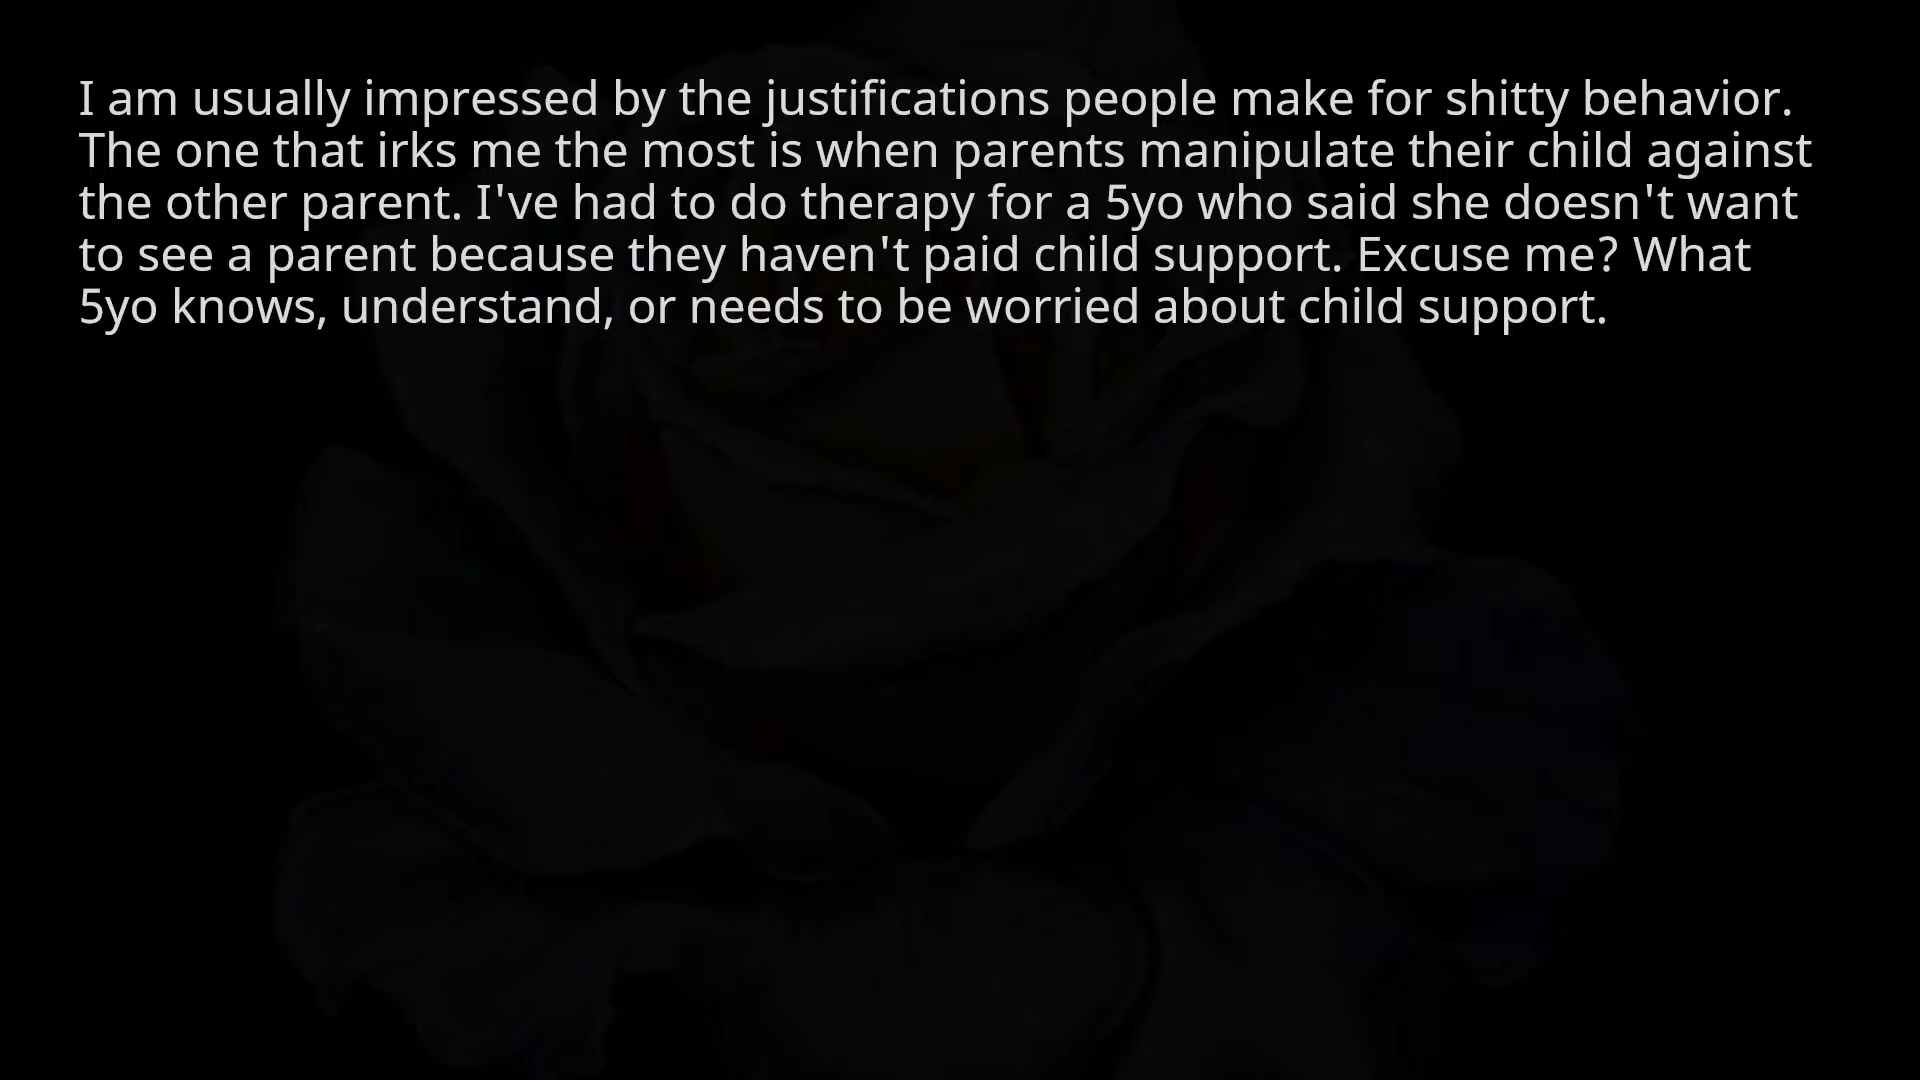 I am usually impressed by the justifications people make for shitty behavior.
The one that irks me the most is when parents manipulate their child against
the other parent. I've had to do therapy for a 5yo who said she doesn't want
to see a parent because they haven't paid child support. Excuse me? What
5yo knows, understand, or needs to be worried about child support.